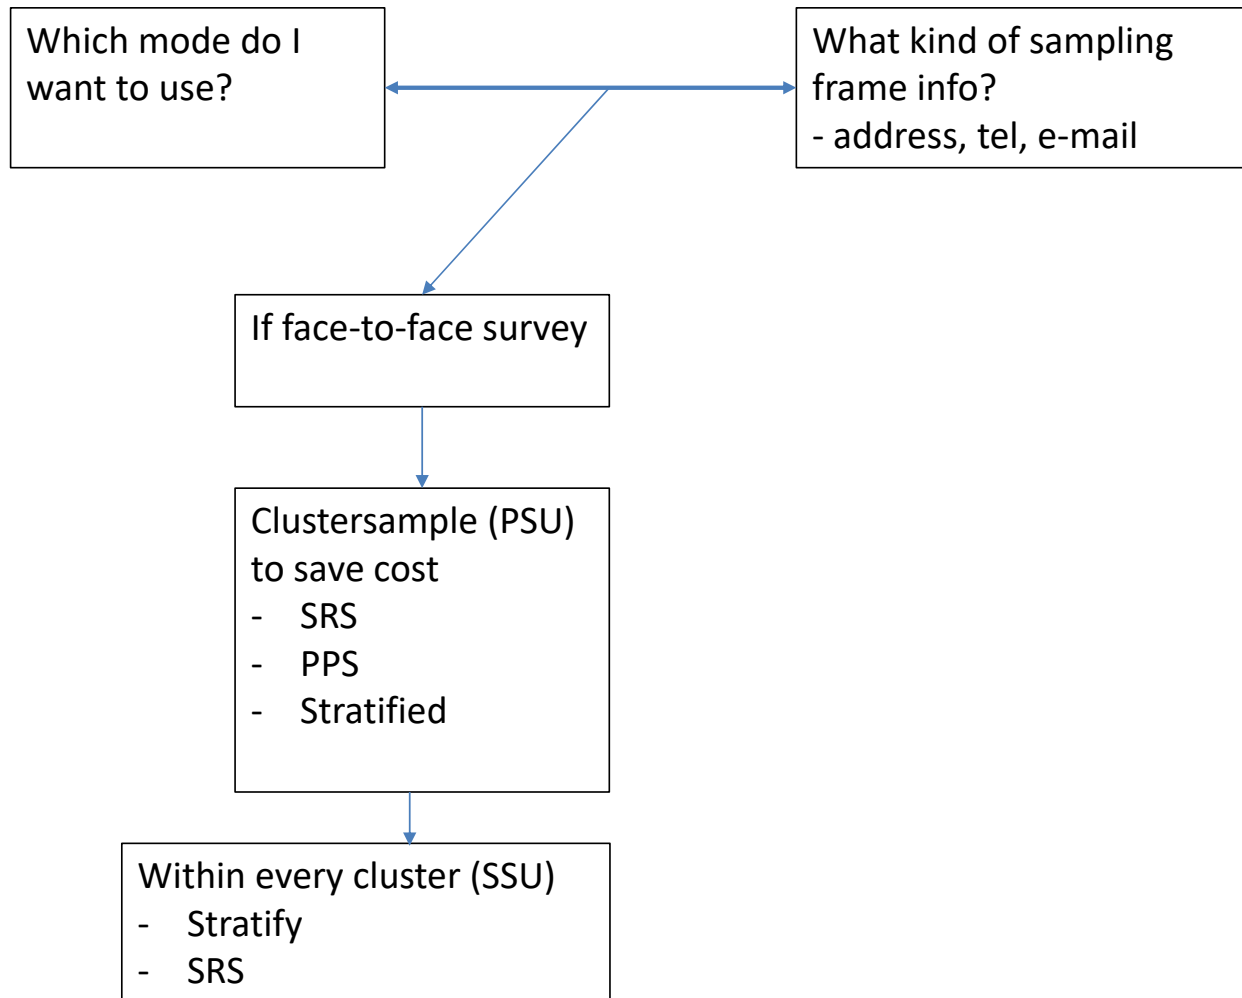 Which mode do I
want to use?
What kind of sampling
frame info?
- address, tel, e-mail
If face-to-face survey
Clustersample (PSU)
to save cost
- SRS
- PPS
- Stratified
Within every cluster (SSU)
- Stratify
- SRS